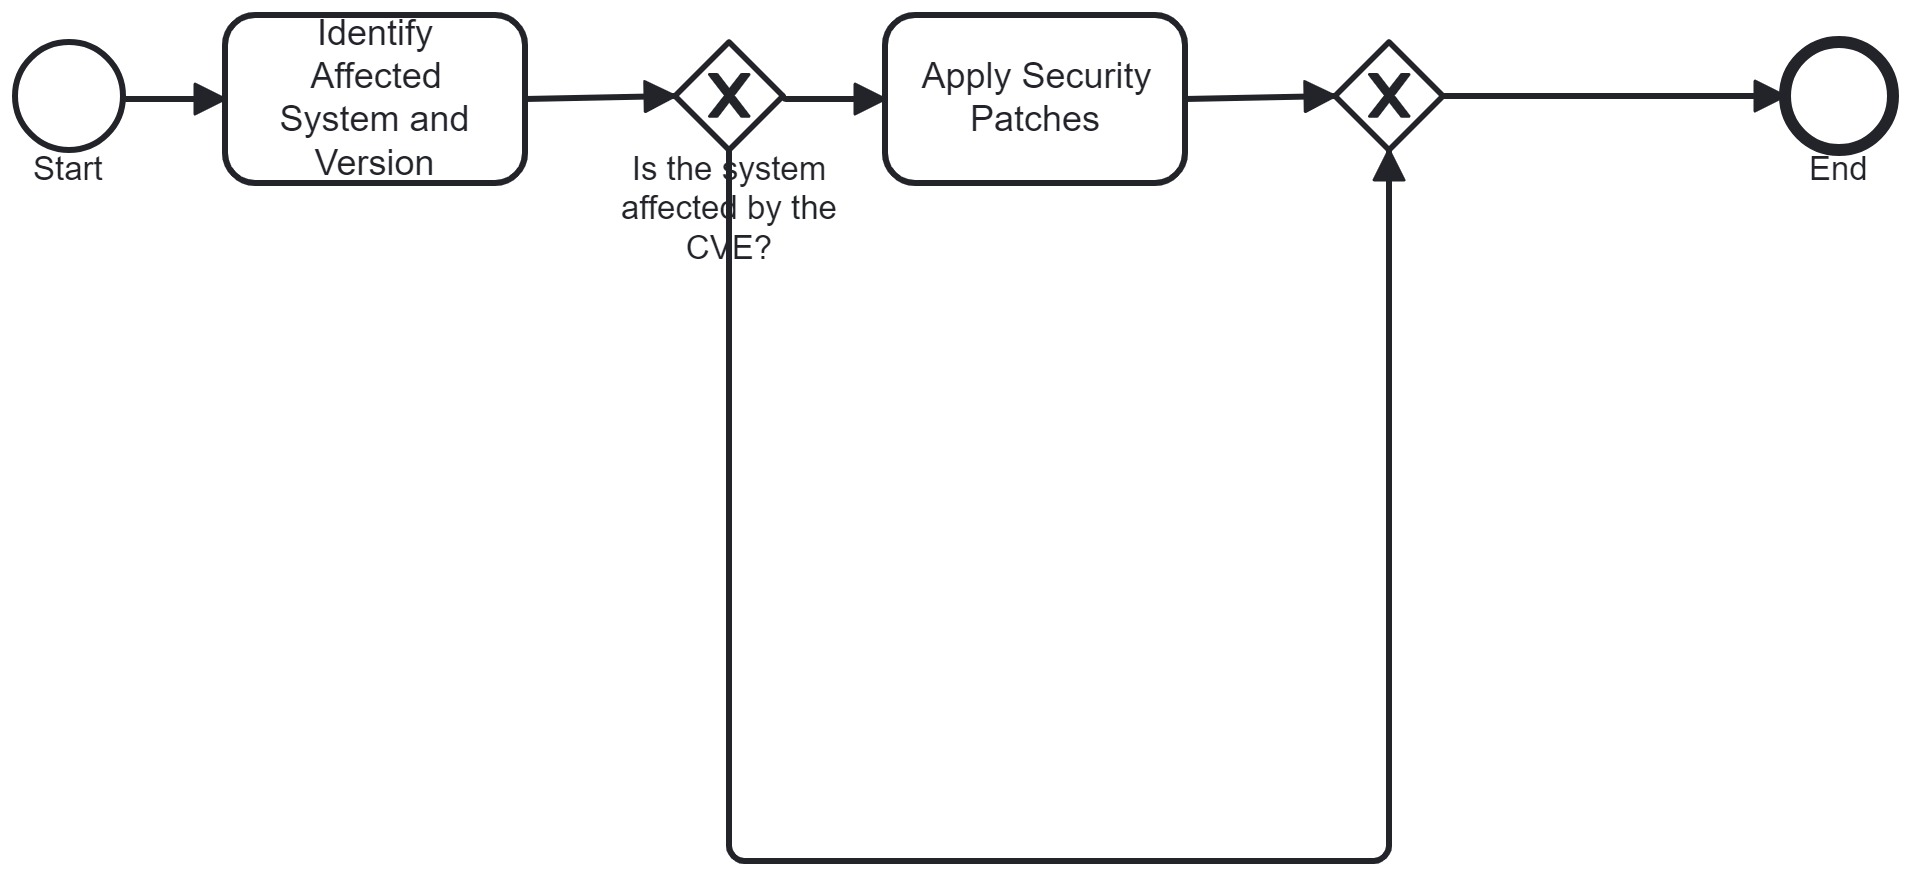 Start
Identify
Affected
System and
Version
X
Is the system
affected by the
CVE?
Apply Security
Patches
X
End